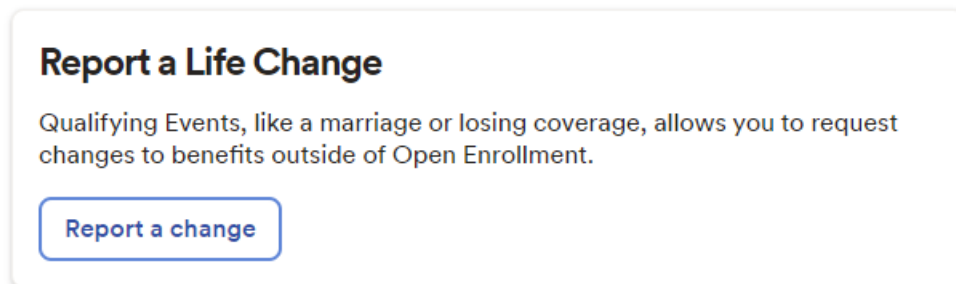 Report a Life Change
Qualifying Events, like a marriage or losing coverage, allows you to request
changes to benefits outside of Open Enrollment.
Report a change